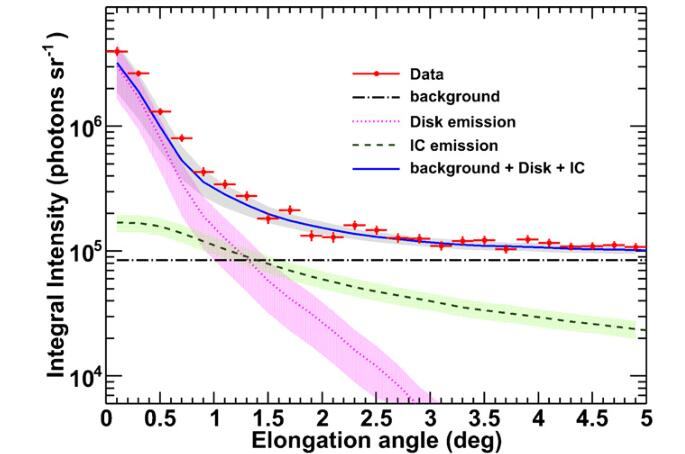 Integral Intensity (photons sr⁻¹)
10⁶
10⁵
10⁴
Data
background
Disk emission
IC emission
background + Disk + IC
0 0.5 1 1.5 2 2.5 3 3.5 4 4.5 5
Elongation angle (deg)